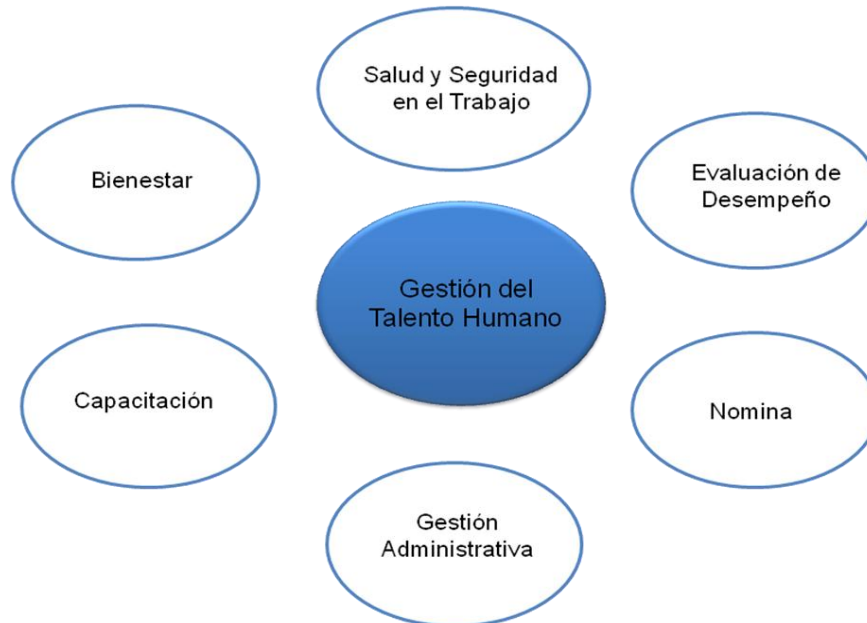 Salud y Seguridad
en el Trabajo
Bienestar
Evaluación de
Desempeño
Gestión del
Talento Humano
Capacitación
Nomina
Gestión
Administrativa